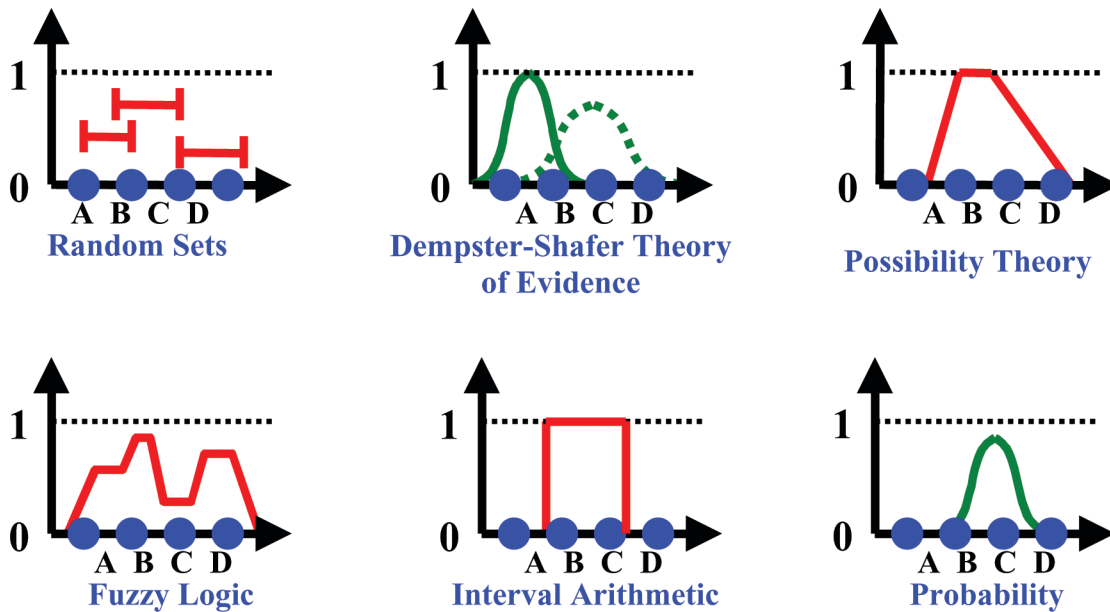 1
0
A B C D
Random Sets
1
0
A B C D
Dempster-Shafer Theory
of Evidence
1
0
A B C D
Possibility Theory
1
0
A B C D
Fuzzy Logic
1
0
A B C D
Interval Arithmetic
1
0
A B C D
Probability